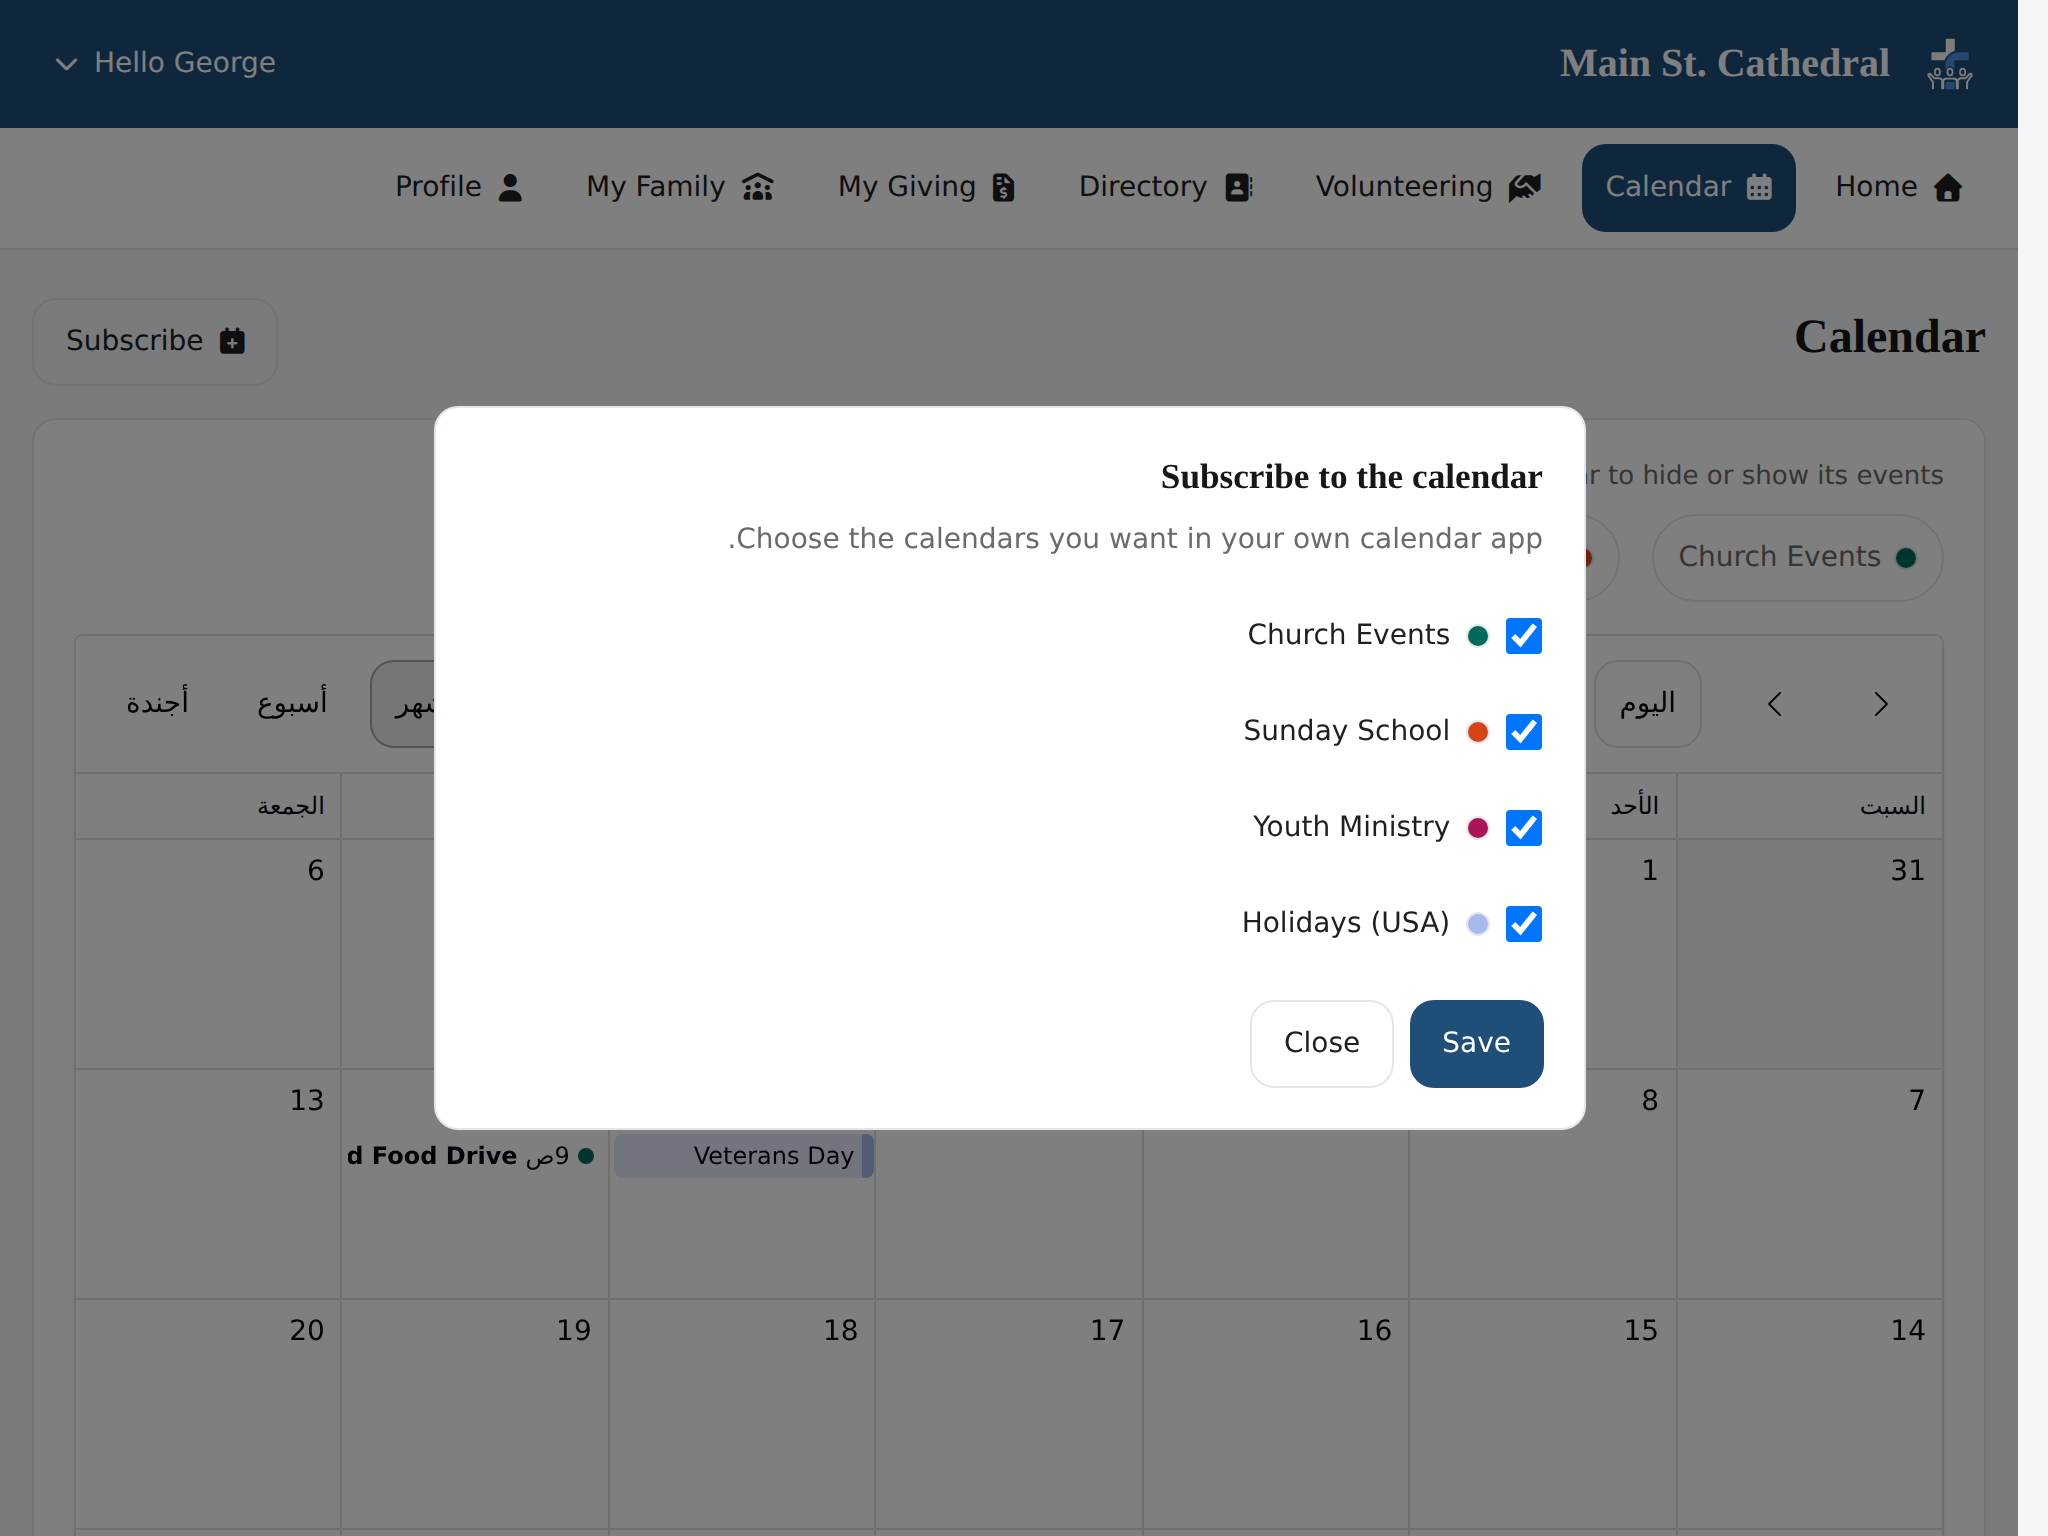 Main St. Cathedral
Hello George
Home
Calendar
Volunteering
Directory
My Giving
My Family
Profile
Calendar
Subscribe
to hide or show its events
Church Events
Subscribe to the calendar
Choose the calendars you want in your own calendar app.
Church Events
Sunday School
Youth Ministry
Holidays (USA)
Save
Close
اليوم
أسبوع
أجندة
السبت
الأحد
الجمعة
31
1
6
7
8
13
Veterans Day
9ص Food Drive
14
15
16
17
18
19
20